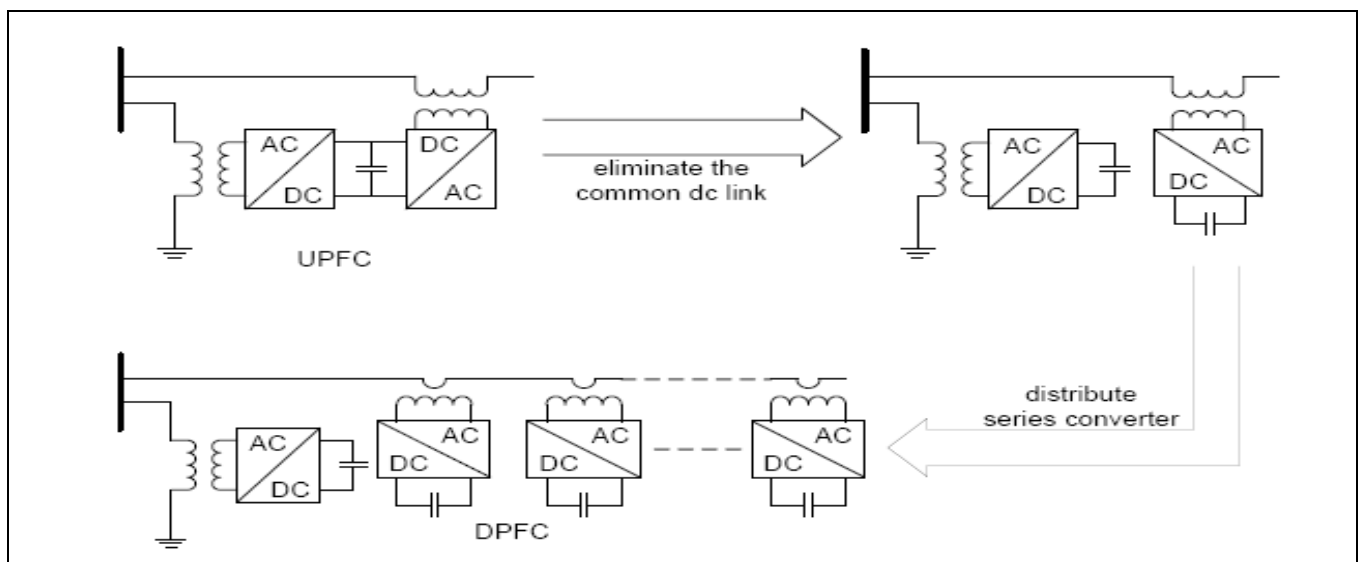 AC
DC
DC
AC
UPFC
eliminate the
common dc link
AC
DC
AC
DC
distribute
series converter
AC
DC
AC
DC
AC
DC
AC
DC
DPFC